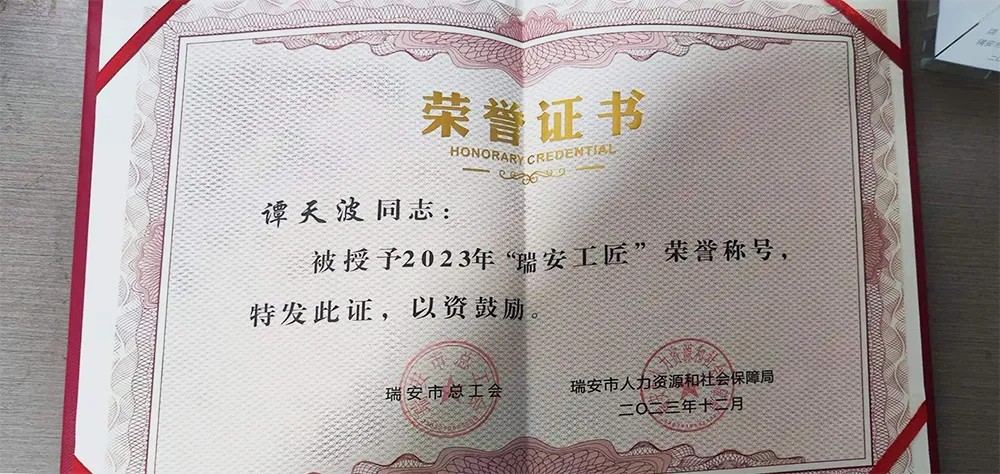 荣誉证书
HONORARY CREDENTIAL
谭天波同志：
被授予2023年“瑞安工匠”荣誉称号，
特发此证，以资鼓励。
瑞安市总工会
瑞安市人力资源和社会保障局
二〇二三年十二月